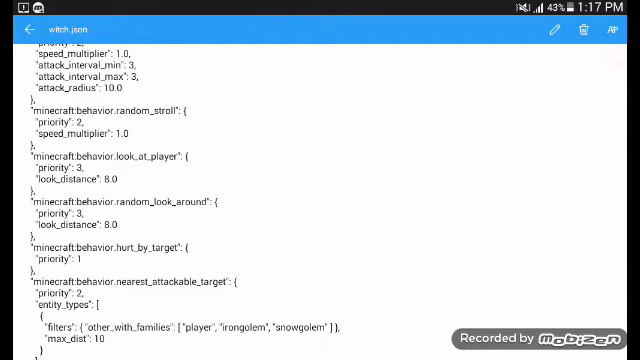 43% 1:17 PM
witch.json
"priority": 2,
"speed_multiplier": 1.0,
"attack_interval_min": 3,
"attack_interval_max": 3,
"attack_radius": 10.0
},
"minecraft:behavior.random_stroll": {
"priority": 2,
"speed_multiplier": 1.0
},
"minecraft:behavior.look_at_player": {
"priority": 3,
"look_distance": 8.0
},
"minecraft:behavior.random_look_around": {
"priority": 3,
"look_distance": 8.0
},
"minecraft:behavior.hurt_by_target": {
"priority": 1
},
"minecraft:behavior.nearest_attackable_target": {
"priority": 2,
"entity_types": [
{
"filters": { "other_with_families": [ "player", "irongolem", "snowgolem" ] },
"max_dist": 10
}
]
Recorded by mobizen